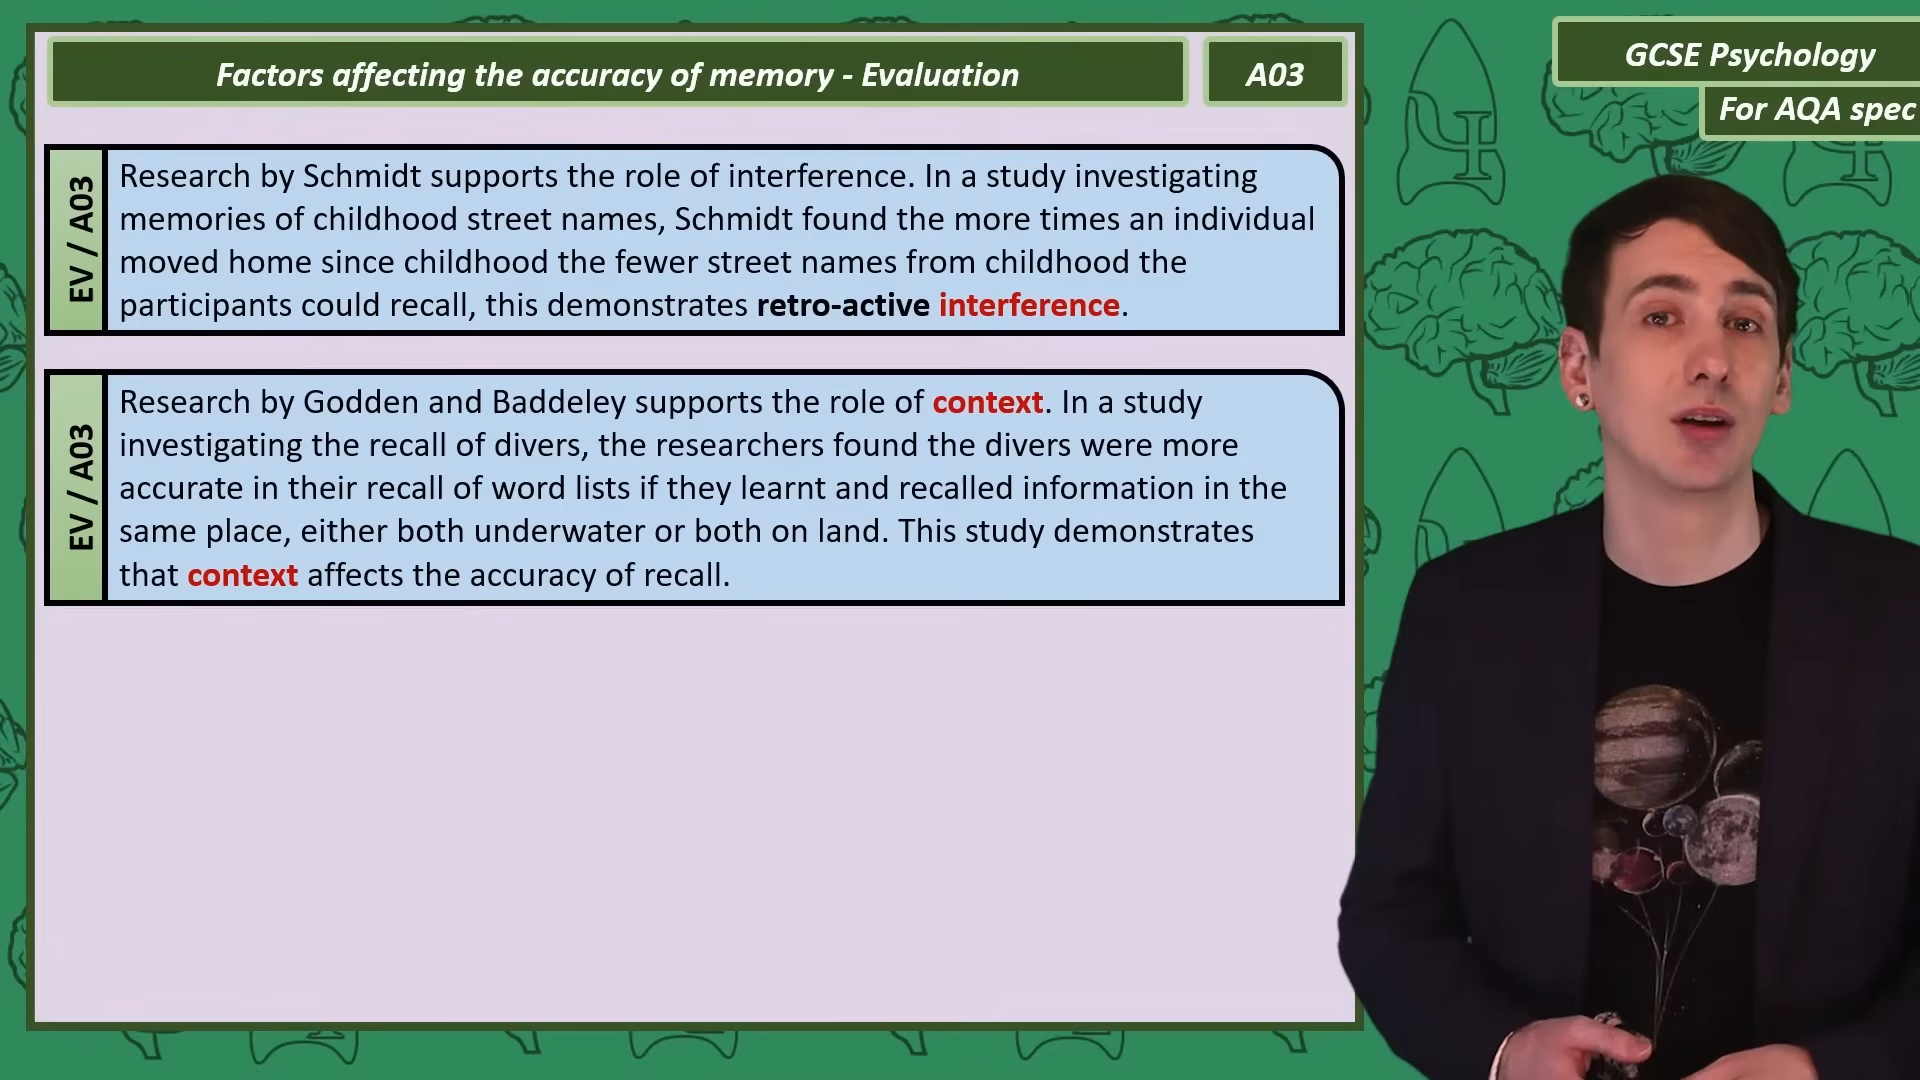 Factors affecting the accuracy of memory - Evaluation
A03
GCSE Psychology
For AQA spec
EV / A03
Research by Schmidt supports the role of interference. In a study investigating
memories of childhood street names, Schmidt found the more times an individual
moved home since childhood the fewer street names from childhood the
participants could recall, this demonstrates retro-active interference.
EV / A03
Research by Godden and Baddeley supports the role of context. In a study
investigating the recall of divers, the researchers found the divers were more
accurate in their recall of word lists if they learnt and recalled information in the
same place, either both underwater or both on land. This study demonstrates
that context affects the accuracy of recall.